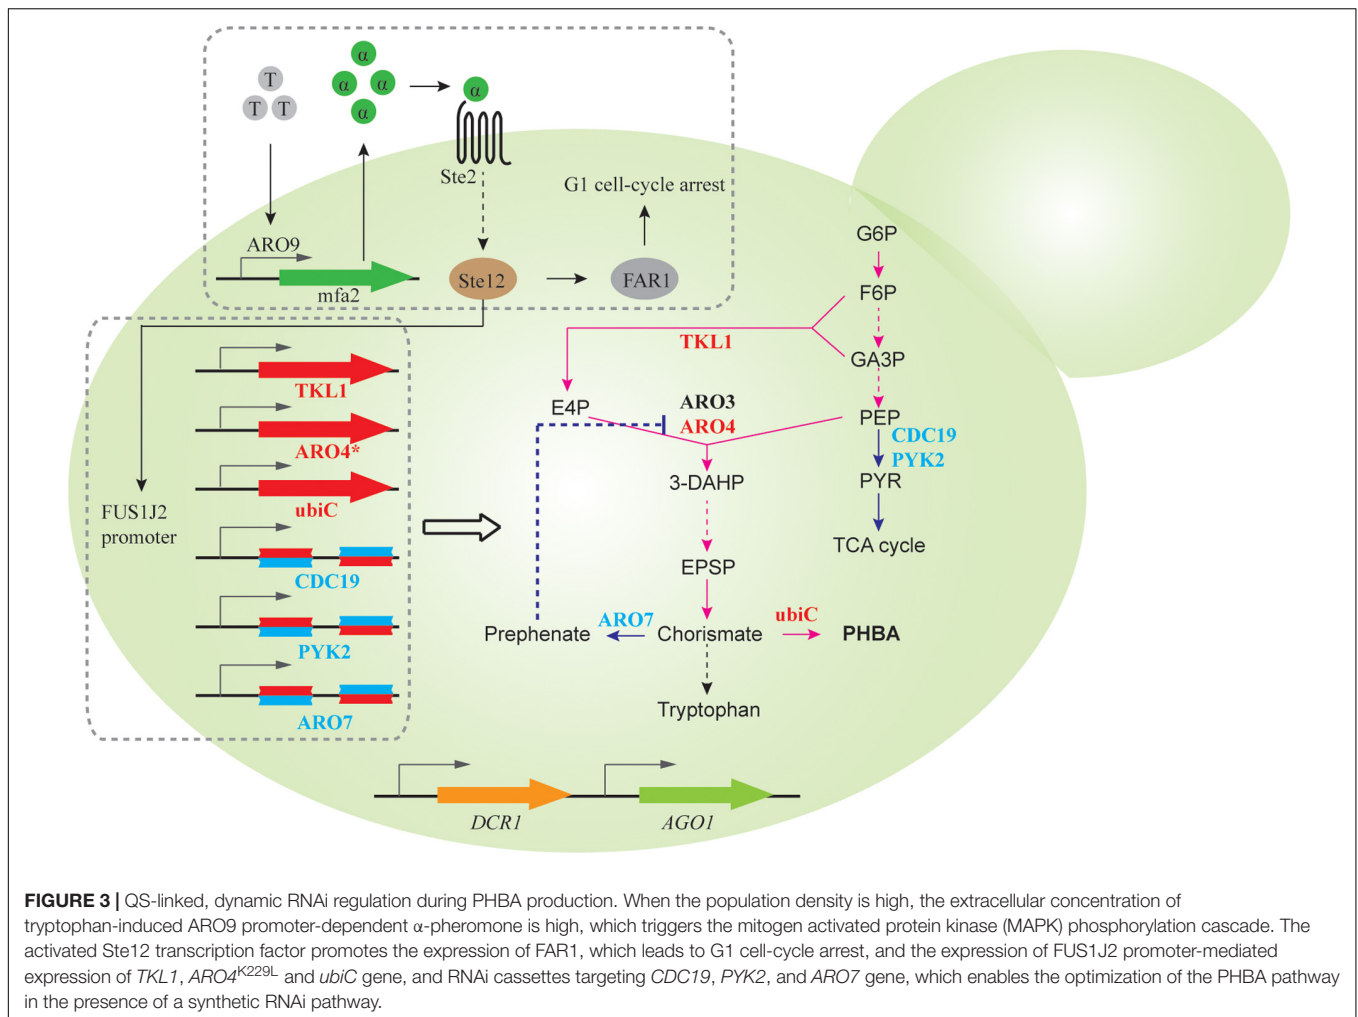 T
T T
α
α α
α
α
Ste2
G1 cell-cycle arrest
ARO9
mfa2
Ste12
FAR1
G6P
F6P
GA3P
TKL1
E4P
ARO3
ARO4
PEP
CDC19
PYK2
3-DAHP
PYR
EPSP
TCA cycle
ARO7
ubiC
Prephenate
Chorismate
PHBA
Tryptophan
TKL1
ARO4*
ubiC
FUS1J2
promoter
CDC19
PYK2
ARO7
DCR1
AGO1
FIGURE 3 | QS-linked, dynamic RNAi regulation during PHBA production. When the population density is high, the extracellular concentration of
tryptophan-induced ARO9 promoter-dependent α-pheromone is high, which triggers the mitogen activated protein kinase (MAPK) phosphorylation cascade. The
activated Ste12 transcription factor promotes the expression of FAR1, which leads to G1 cell-cycle arrest, and the expression of FUS1J2 promoter-mediated
expression of TKL1, ARO4K229L and ubiC gene, and RNAi cassettes targeting CDC19, PYK2, and ARO7 gene, which enables the optimization of the PHBA pathway
in the presence of a synthetic RNAi pathway.